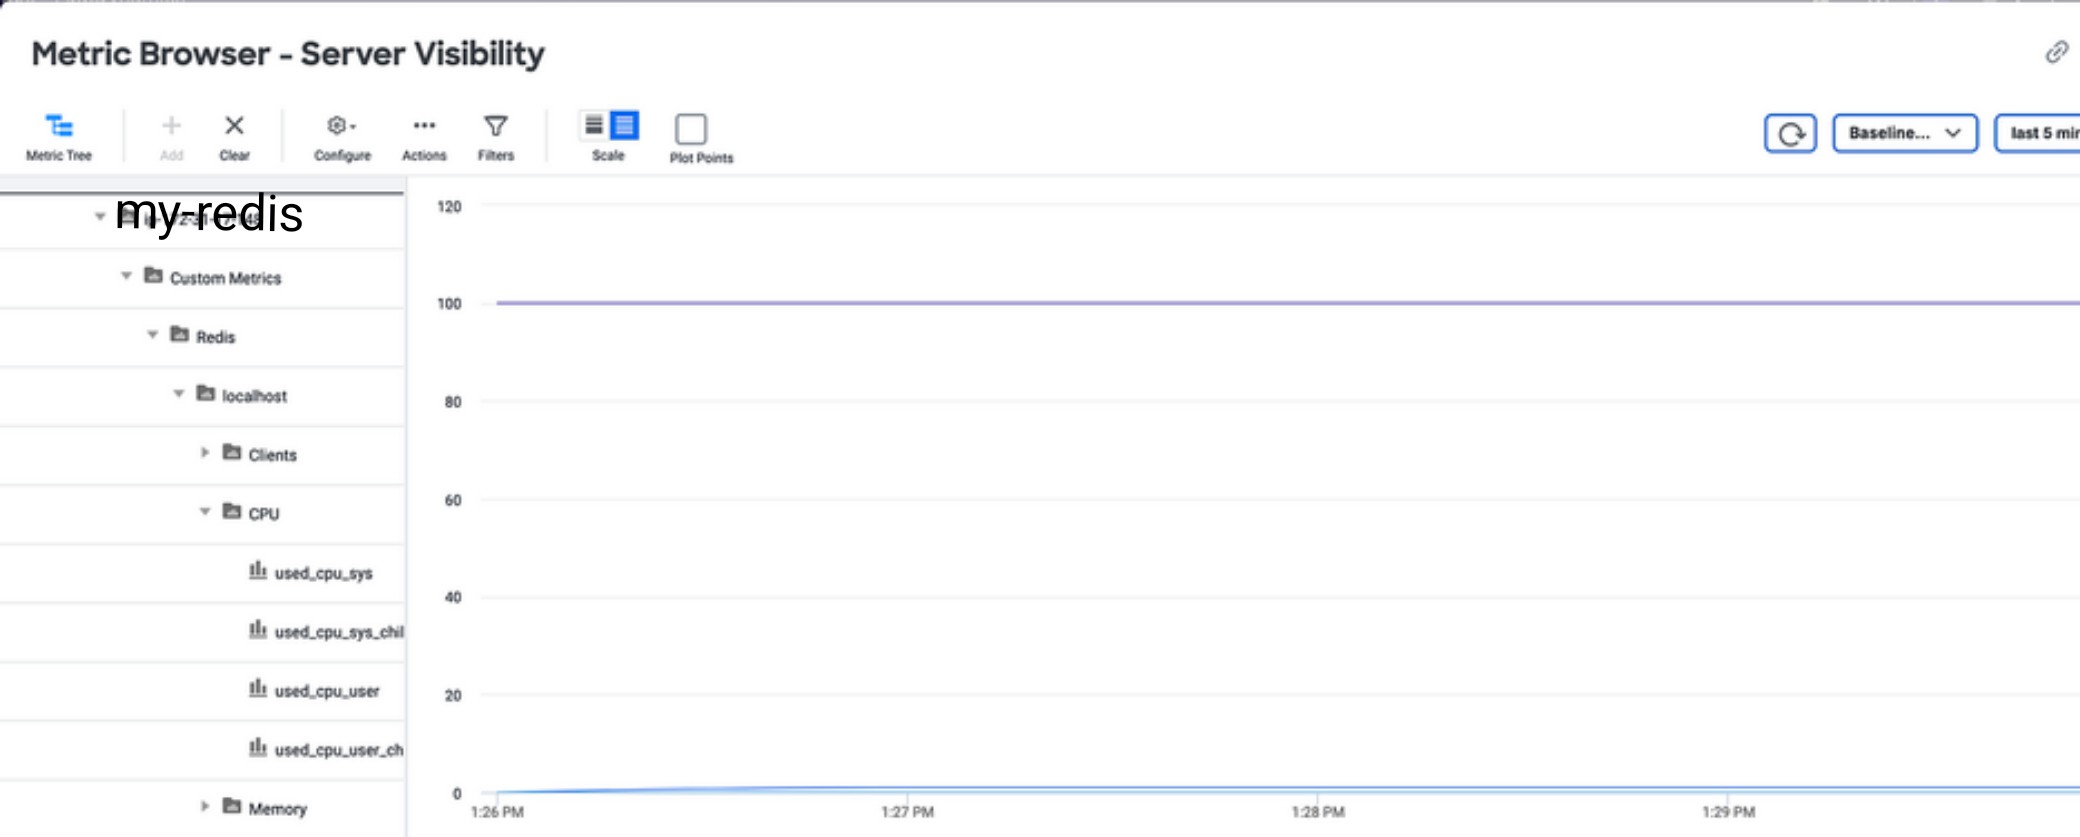 Metric Browser - Server Visibility
Metric Tree
Add
Clear
Configure
Actions
Filters
Scale
Plot Points
Baseline...
last 5 min
my-redis
Custom Metrics
Redis
localhost
Clients
CPU
used_cpu_sys
used_cpu_sys_chil
used_cpu_user
used_cpu_user_ch
Memory
120
100
80
60
40
20
0
1:26 PM
1:27 PM
1:28 PM
1:29 PM